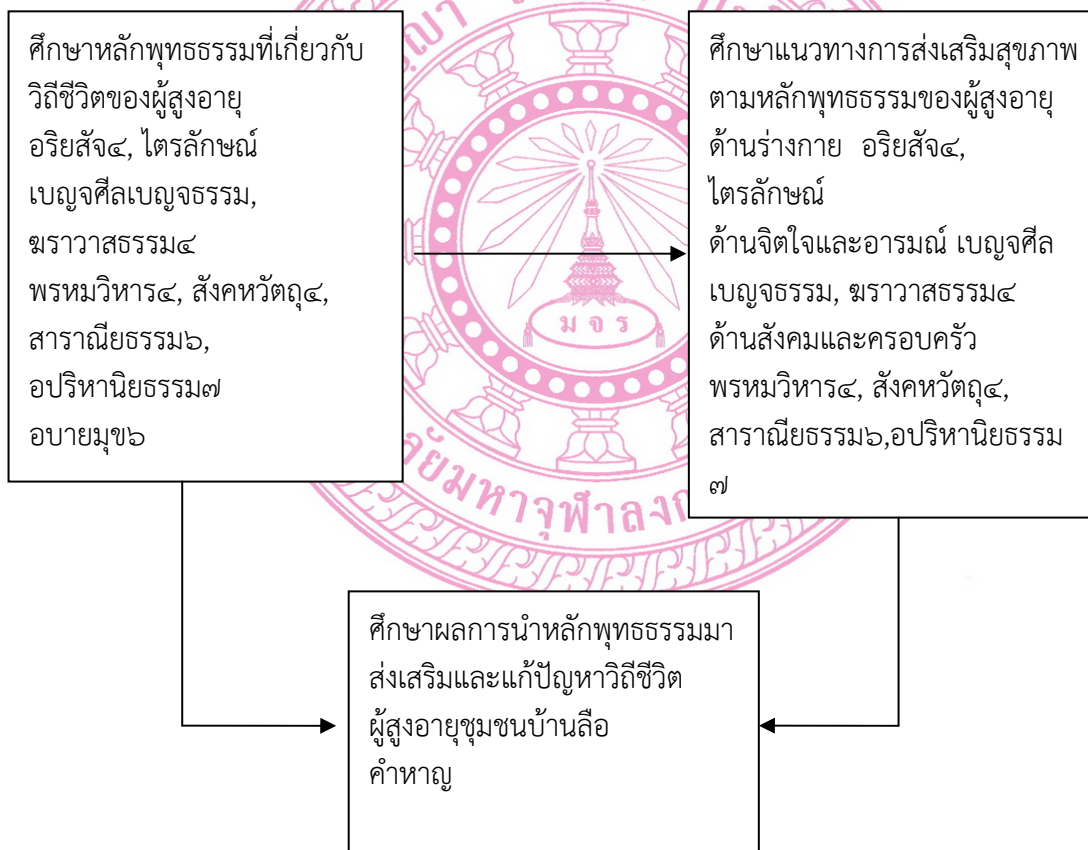 ศึกษาหลักพุทธธรรมที่เกี่ยวกับ
วิถีชีวิตของผู้สูงอายุ
อริยสัจ๔, ไตรลักษณ์
เบญจศีลเบญจธรรม,
ฆราวาสธรรม๔
พรหมวิหาร๔, สังคหวัตถุ๔,
สาราณียธรรม๖,
อปริหานิยธรรม๗
อบายมุข๖
ศึกษาแนวทางการส่งเสริมสุขภาพ
ตามหลักพุทธธรรมของผู้สูงอายุ
ด้านร่างกาย อริยสัจ๔,
ไตรลักษณ์
ด้านจิตใจและอารมณ์ เบญจศีล
เบญจธรรม, ฆราวาสธรรม๔
ด้านสังคมและครอบครัว
พรหมวิหาร๔, สังคหวัตถุ๔,
สาราณียธรรม๖,อปริหานิยธรรม
๗
ม จ ร
ลัยมหาจุฬาลงก
ศึกษาผลการนำหลักพุทธธรรมมา
ส่งเสริมและแก้ปัญหาวิถีชีวิต
ผู้สูงอายุชุมชนบ้านลือ
คำหาญ